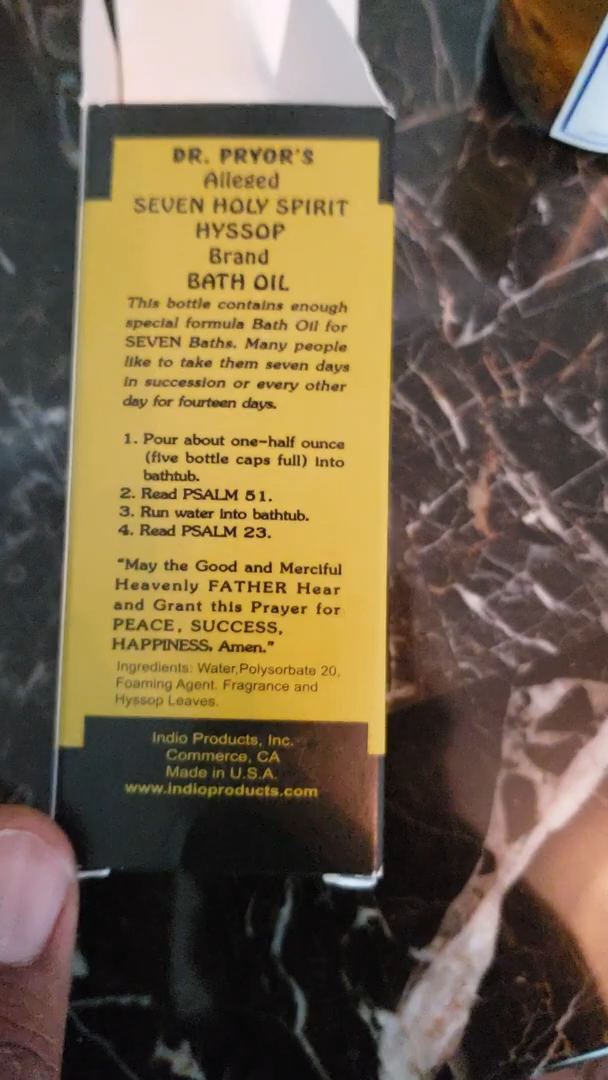 DR. PRYOR'S
Alleged
SEVEN HOLY SPIRIT
HYSSOP
Brand
BATH OIL
This bottle contains enough
special formula Bath Oil for
SEVEN Baths. Many people
like to take them seven days
in succession or every other
day for fourteen days.
1. Pour about one-half ounce
(five bottle caps full) into
bathtub.
2. Read PSALM 51.
3. Run water into bathtub.
4. Read PSALM 23.
"May the Good and Merciful
Heavenly FATHER Hear
and Grant this Prayer for
PEACE, SUCCESS,
HAPPINESS, Amen."
Ingredients: Water,Polysorbate 20,
Foaming Agent. Fragrance and
Hyssop Leaves.
Indio Products, Inc.
Commerce, CA
Made in U.S.A.
www.indioproducts.com